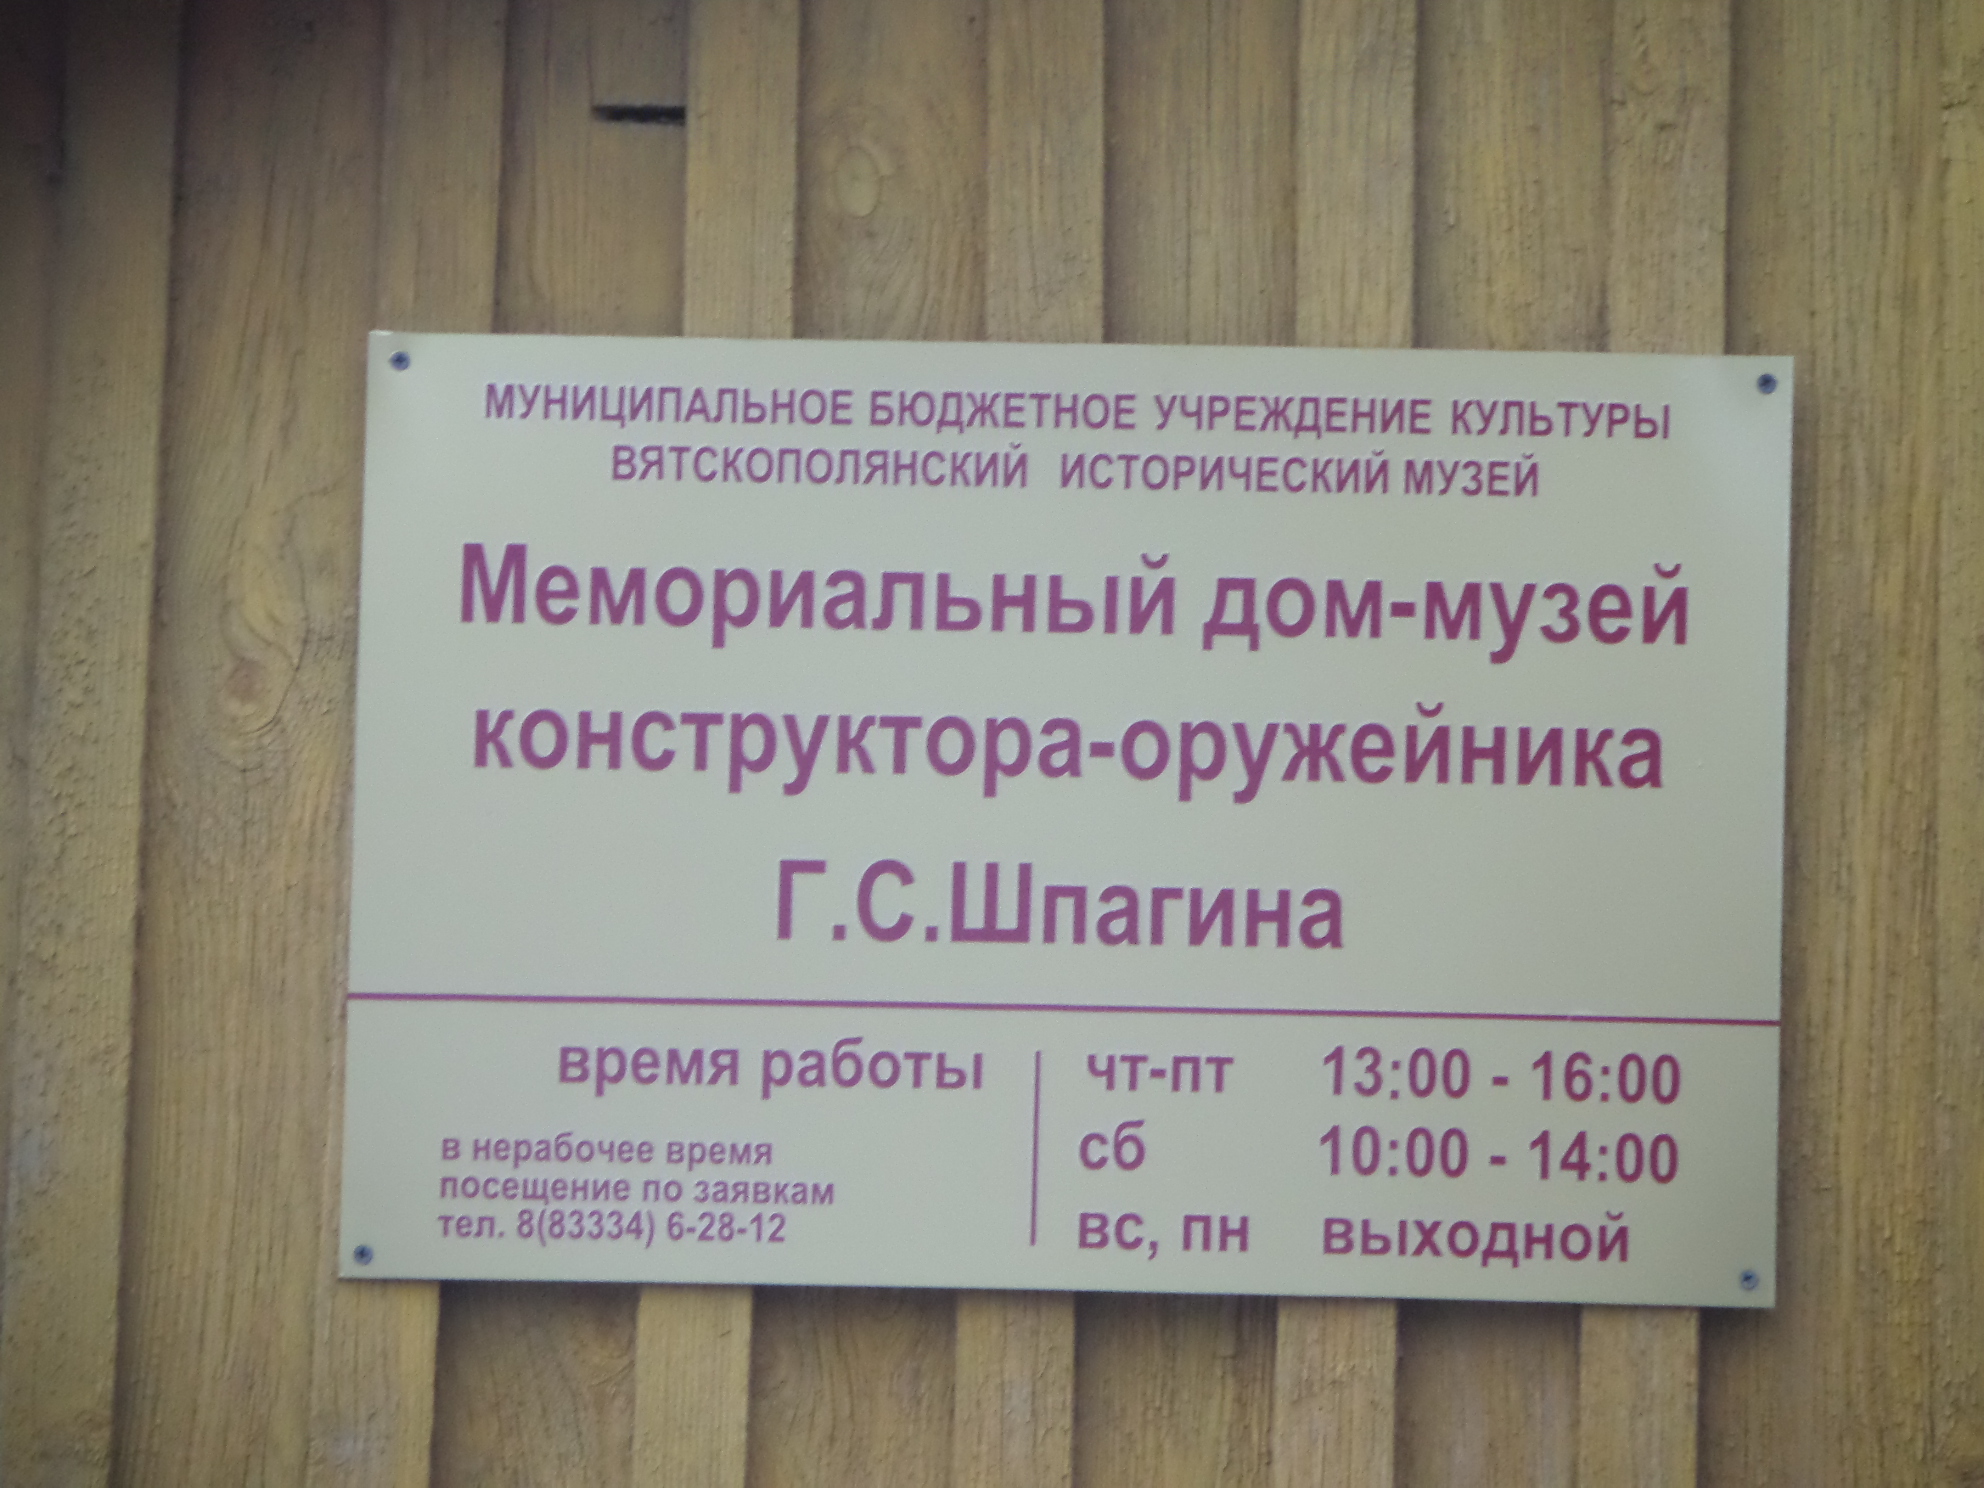 МУНИЦИПАЛЬНОЕ БЮДЖЕТНОЕ УЧРЕЖДЕНИЕ КУЛЬТУРЫ
ВЯТСКОПОЛЯНСКИЙ ИСТОРИЧЕСКИЙ МУЗЕЙ
Мемориальный дом-музей
конструктора-оружейника
Г.С.Шпагина
время работы
в нерабочее время
посещение по заявкам
тел. 8(83334) 6-28-12
чт-пт 13:00 - 16:00
сб 10:00 - 14:00
вс, пн выходной